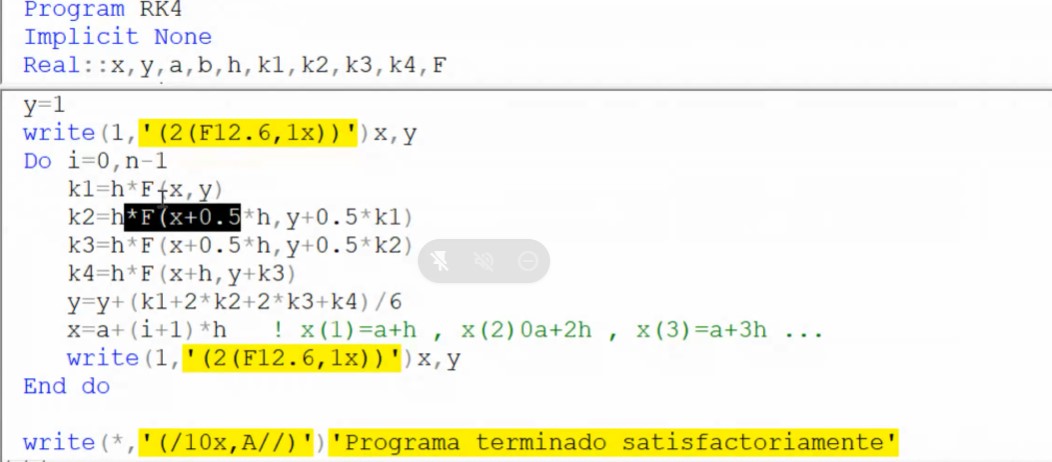 Program RK4
Implicit None
Real::x,y,a,b,h,k1,k2,k3,k4,F
y=1
write(1,'(2(F12.6,1x))')x,y
Do i=0,n-1
k1=h*F(x,y)
k2=h*F(x+0.5*h,y+0.5*k1)
k3=h*F(x+0.5*h,y+0.5*k2)
k4=h*F(x+h,y+k3)
y=y+(k1+2*k2+2*k3+k4)/6
x=a+(i+1)*h   ! x(1)=a+h , x(2)0a+2h , x(3)=a+3h ...
write(1,'(2(F12.6,1x))')x,y
End do
write(*,'(/10x,A//)')'Programa terminado satisfactoriamente'